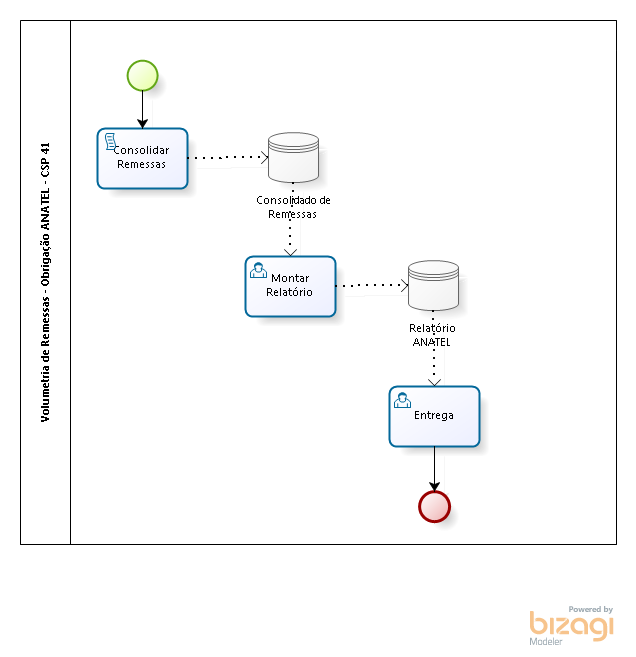 Volumetria de Remessas - Obrigação ANATEL - CSP 41
Consolidar
Remessas
Consolidado de
Remessas
Montar
Relatório
Relatório
ANATEL
Entrega
Powered by
bizagi
Modeler